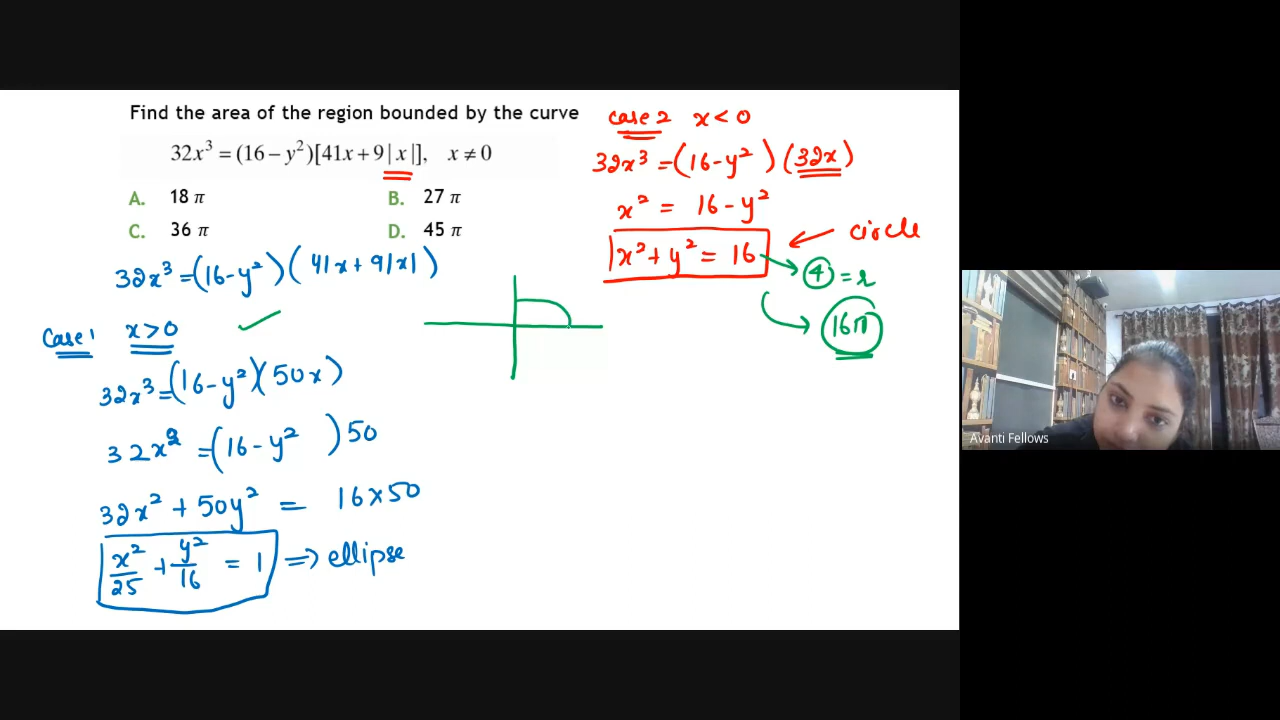 Find the area of the region bounded by the curve
32x³ = (16 – y²)[41x + 9|x|], x ≠ 0
A. 18 π
B. 27 π
C. 36 π
D. 45 π
32x³ = (16-y²)(41x + 9|x|)
Case 1 x>0
32x³ = (16-y²)(50x)
32x² = (16-y²)50
32x² + 50y² = 16×50
x²/25 + y²/16 = 1 ⇒ ellipse
Case 2 x<0
32x³ = (16-y²)(32x)
x² = 16-y²
x²+y² = 16
circle
4 = r
16π
Avanti Fellows